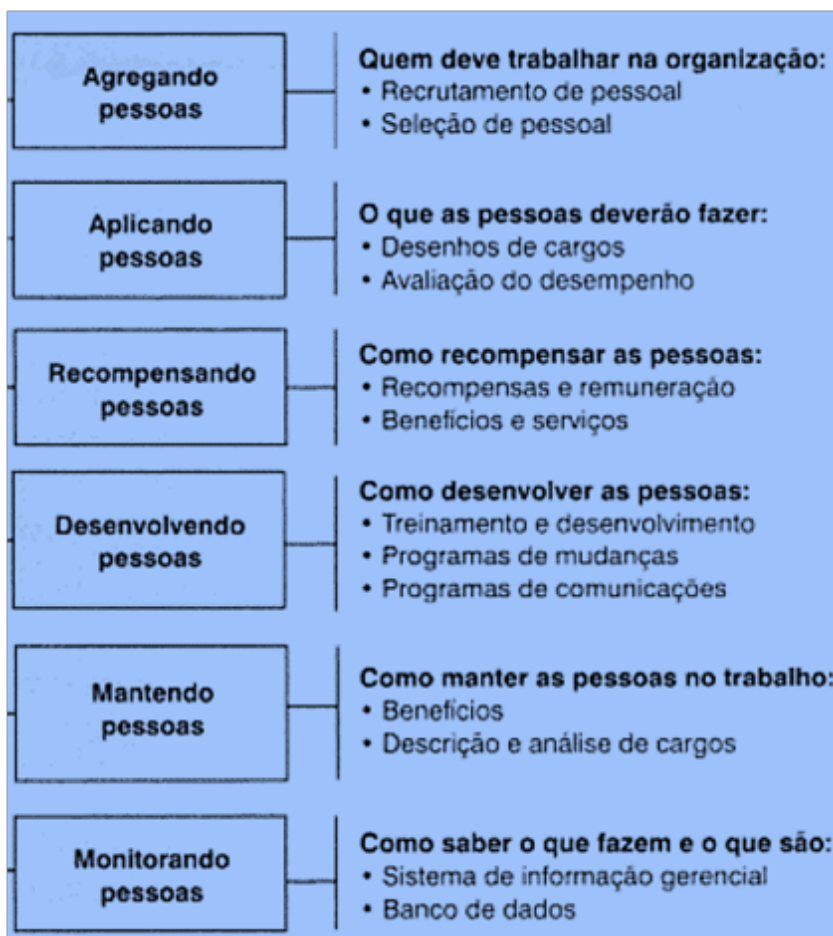 Agregando
pessoas
Quem deve trabalhar na organização:
• Recrutamento de pessoal
• Seleção de pessoal
Aplicando
pessoas
O que as pessoas deverão fazer:
• Desenhos de cargos
• Avaliação do desempenho
Recompensando
pessoas
Como recompensar as pessoas:
• Recompensas e remuneração
• Benefícios e serviços
Desenvolvendo
pessoas
Como desenvolver as pessoas:
• Treinamento e desenvolvimento
• Programas de mudanças
• Programas de comunicações
Mantendo
pessoas
Como manter as pessoas no trabalho:
• Benefícios
• Descrição e análise de cargos
Monitorando
pessoas
Como saber o que fazem e o que são:
• Sistema de informação gerencial
• Banco de dados